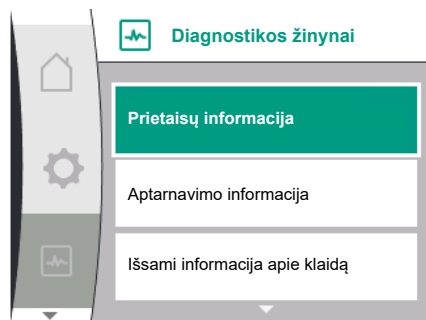 Diagnostikos žinynai
Prietaisų informacija
Aptarnavimo informacija
Išsami informacija apie klaidą